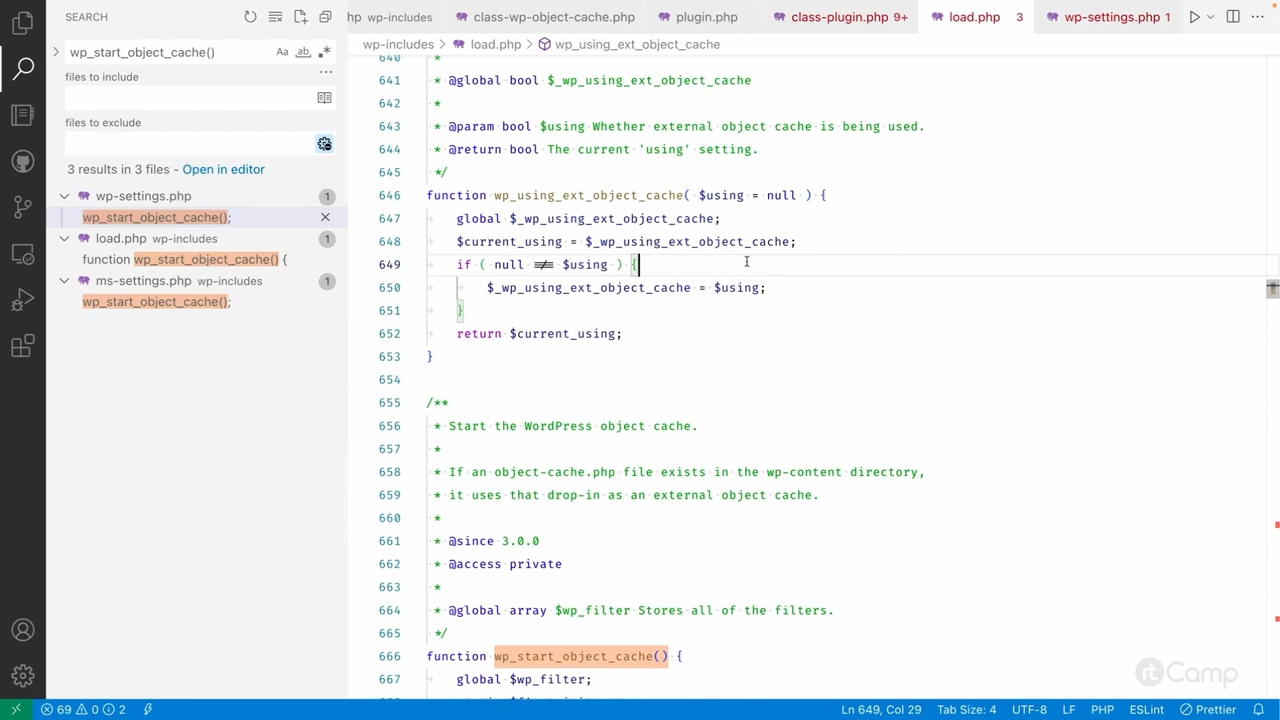 SEARCH
wp_start_object_cache()
Aa
ab
files to include
files to exclude
3 results in 3 files - Open in editor
wp-settings.php 1
wp_start_object_cache();
load.php wp-includes 1
function wp_start_object_cache() {
ms-settings.php wp-includes 1
wp_start_object_cache();
hp wp-includes class-wp-object-cache.php plugin.php class-plugin.php 9+ load.php 3 wp-settings.php 1
wp-includes > load.php > wp_using_ext_object_cache
640 *
641 * @global bool $_wp_using_ext_object_cache
642 *
643 * @param bool $using Whether external object cache is being used.
644 * @return bool The current 'using' setting.
645 */
646 function wp_using_ext_object_cache( $using = null ) {
647 global $_wp_using_ext_object_cache;
648 $current_using = $_wp_using_ext_object_cache;
649 if ( null !== $using ) {
650 $_wp_using_ext_object_cache = $using;
651 }
652 return $current_using;
653 }
654
655 /**
656 * Start the WordPress object cache.
657 *
658 * If an object-cache.php file exists in the wp-content directory,
659 * it uses that drop-in as an external object cache.
660 *
661 * @since 3.0.0
662 * @access private
663 *
664 * @global array $wp_filter Stores all of the filters.
665 */
666 function wp_start_object_cache() {
667 global $wp_filter;
rtCamp
69 0 2 Ln 649, Col 29 Tab Size: 4 UTF-8 LF PHP ESLint Prettier